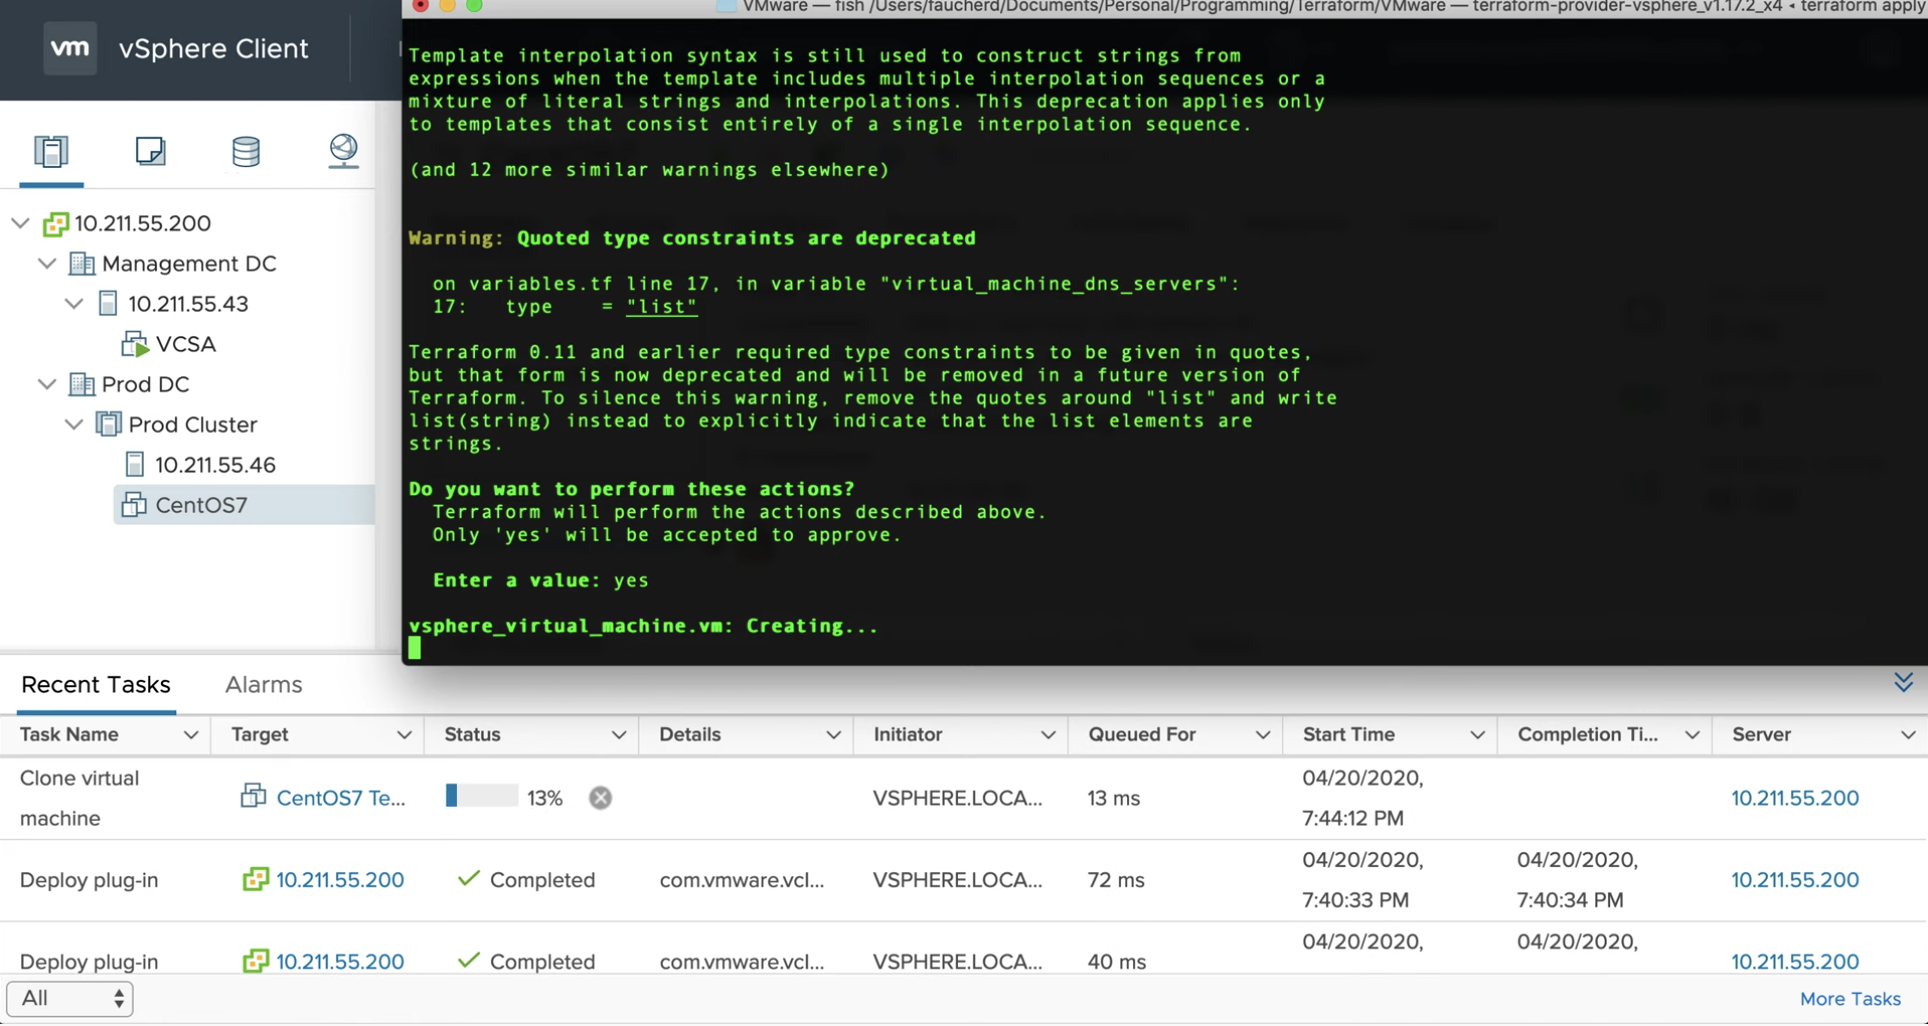 VMware — fish /Users/faucherd/Documents/Personal/Programming/Terraform/VMware — terraform-provider-vsphere_v1.17.2_x4 ◂ terraform apply
vm vSphere Client
Template interpolation syntax is still used to construct strings from
expressions when the template includes multiple interpolation sequences or a
mixture of literal strings and interpolations. This deprecation applies only
to templates that consist entirely of a single interpolation sequence.
(and 12 more similar warnings elsewhere)
Warning: Quoted type constraints are deprecated
on variables.tf line 17, in variable "virtual_machine_dns_servers":
17: type = "list"
Terraform 0.11 and earlier required type constraints to be given in quotes,
but that form is now deprecated and will be removed in a future version of
Terraform. To silence this warning, remove the quotes around "list" and write
list(string) instead to explicitly indicate that the list elements are
strings.
Do you want to perform these actions?
Terraform will perform the actions described above.
Only 'yes' will be accepted to approve.
Enter a value: yes
vsphere_virtual_machine.vm: Creating...
10.211.55.200
Management DC
10.211.55.43
VCSA
Prod DC
Prod Cluster
10.211.55.46
CentOS7
Recent Tasks Alarms
Task Name Target Status Details Initiator Queued For Start Time Completion Ti... Server
Clone virtual
machine
CentOS7 Te... 13% VSPHERE.LOCA... 13 ms
04/20/2020,
7:44:12 PM
10.211.55.200
Deploy plug-in 10.211.55.200 Completed com.vmware.vcl... VSPHERE.LOCA... 72 ms
04/20/2020,
7:40:33 PM
04/20/2020,
7:40:34 PM
10.211.55.200
Deploy plug-in 10.211.55.200 Completed com.vmware.vcl... VSPHERE.LOCA... 40 ms
04/20/2020,
04/20/2020,
10.211.55.200
All
More Tasks